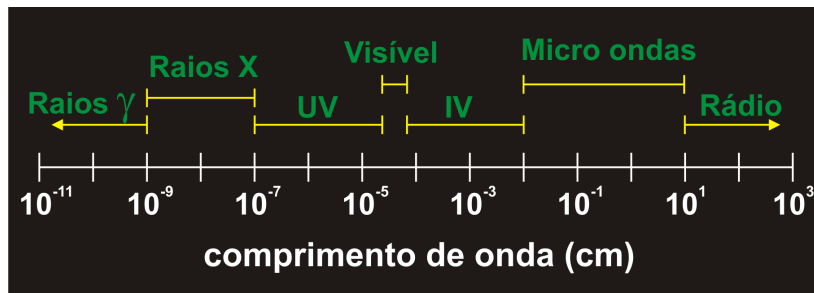 Visível
Micro ondas
Raios X
Raios γ
UV
IV
Rádio
10⁻¹¹ 10⁻⁹ 10⁻⁷ 10⁻⁵ 10⁻³ 10⁻¹ 10¹ 10³
comprimento de onda (cm)